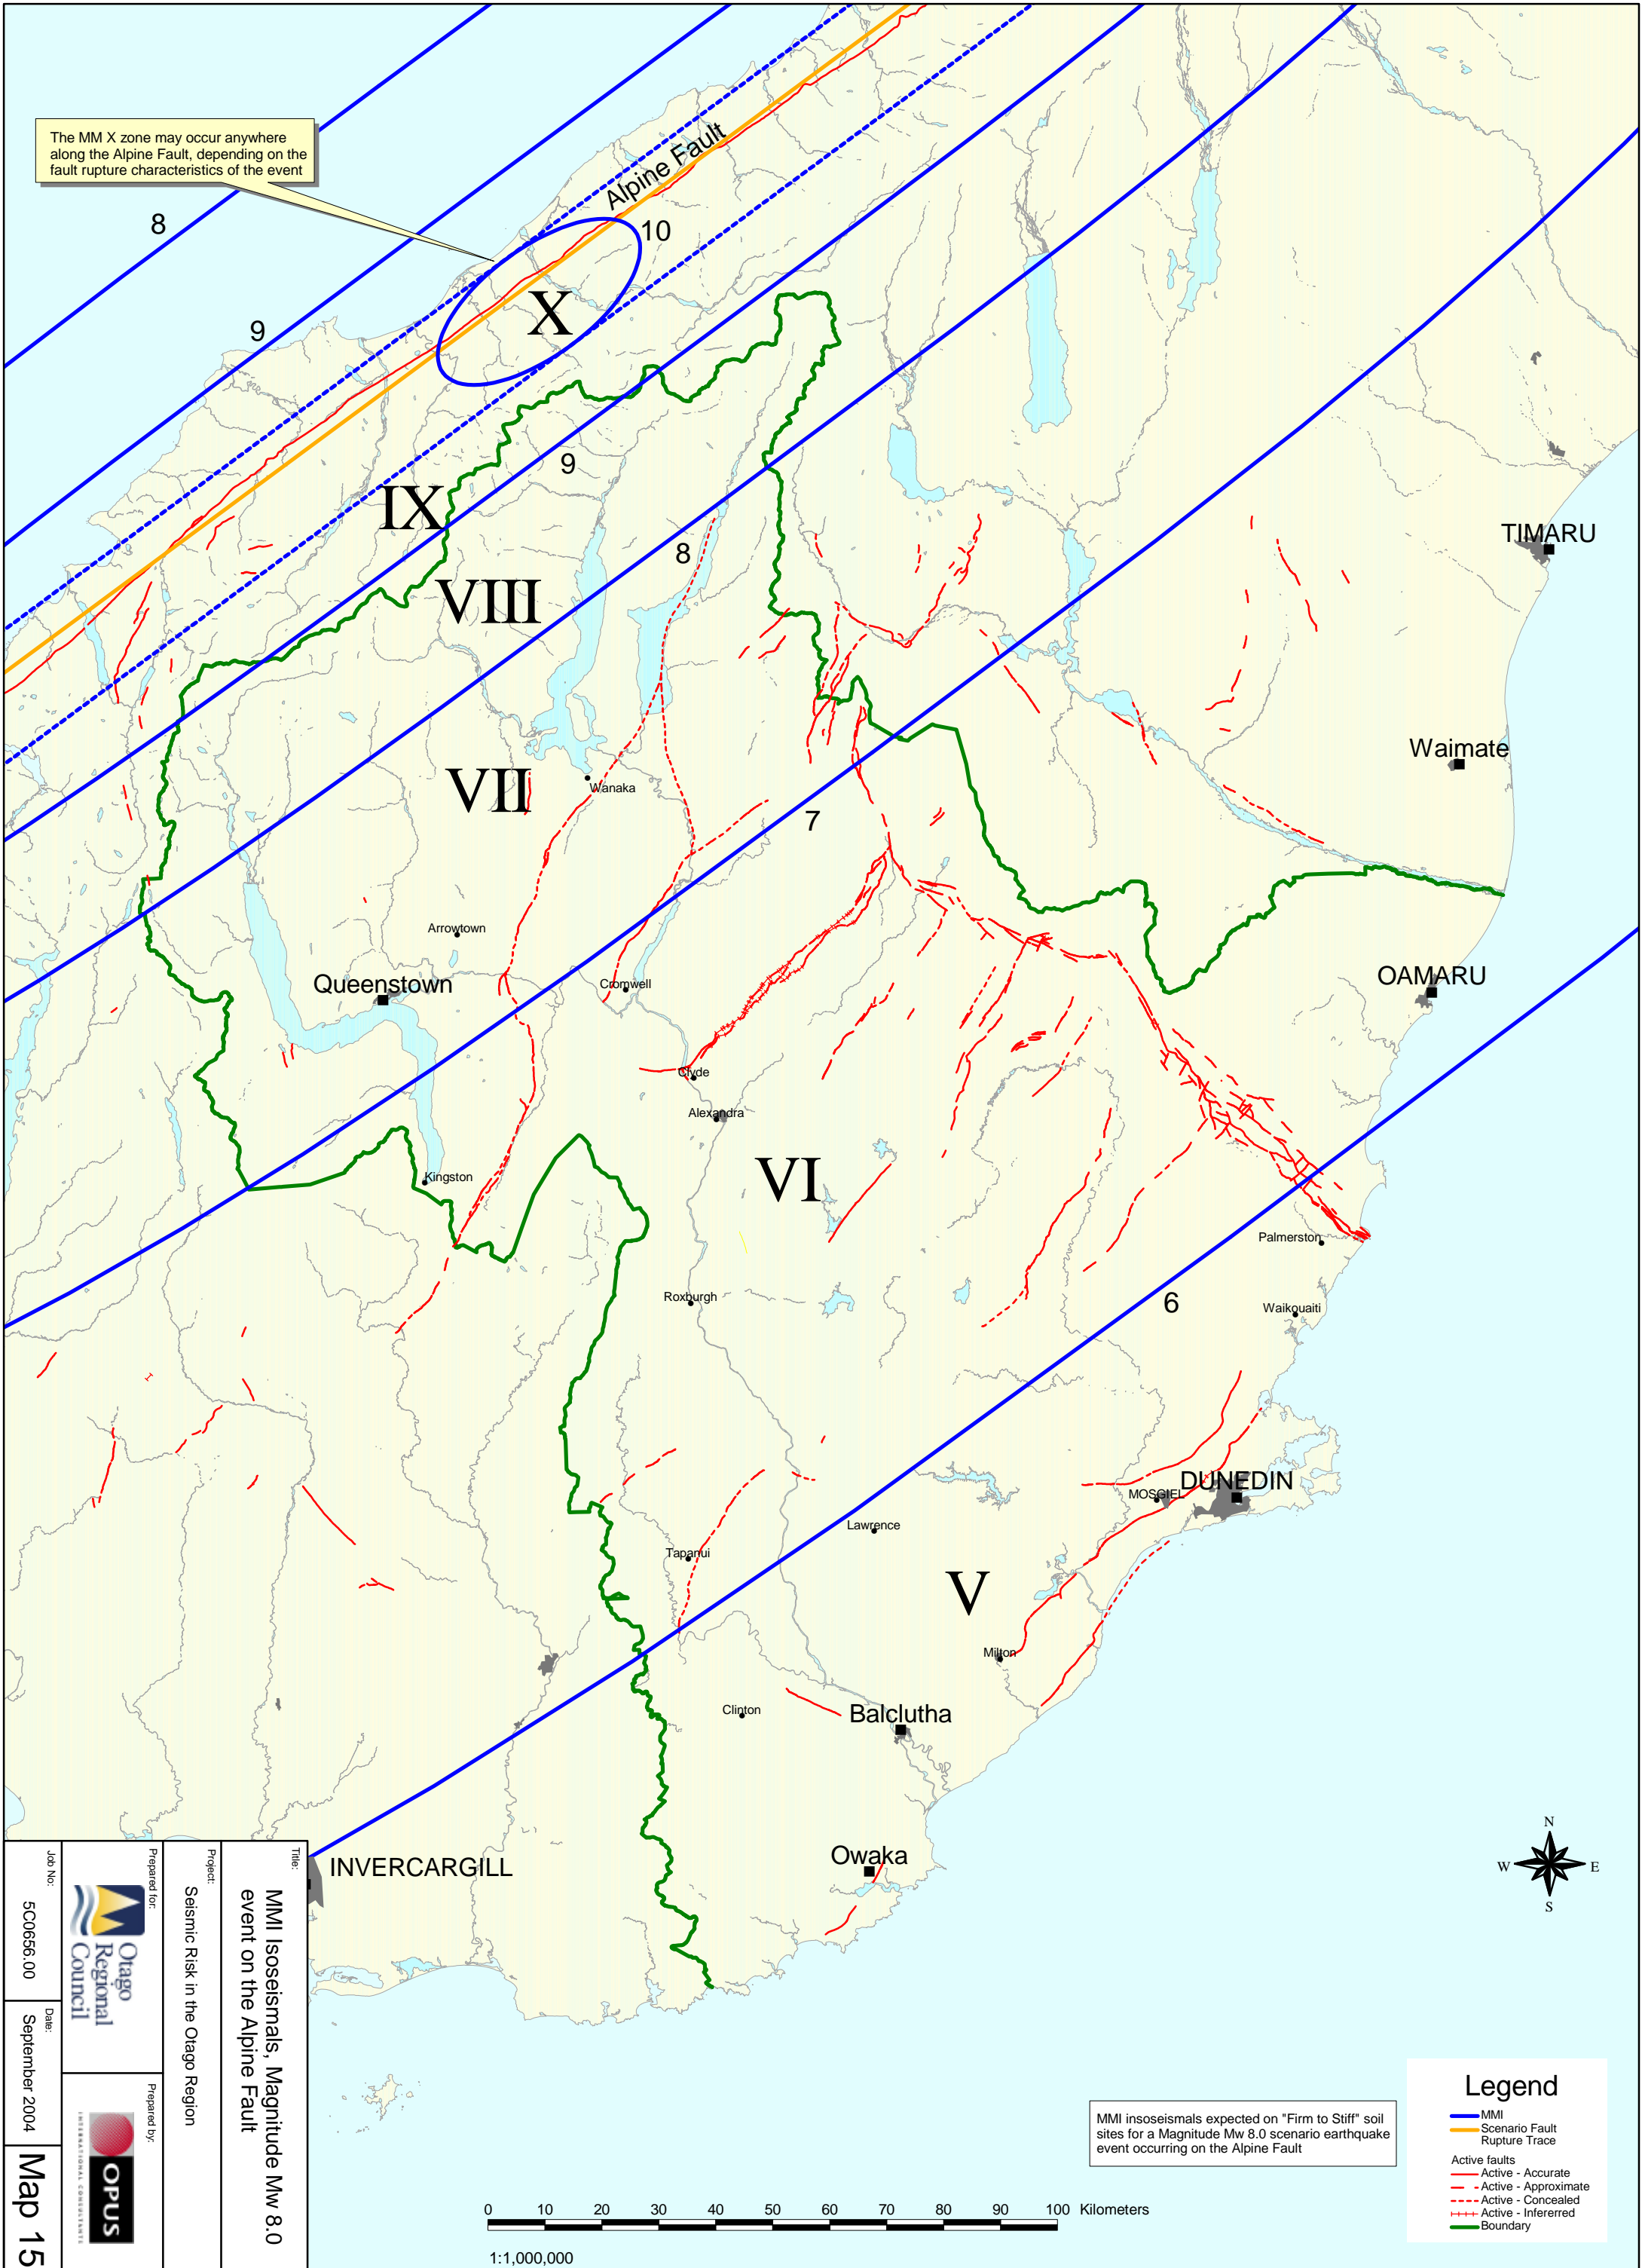 The MM X zone may occur anywhere
along the Alpine Fault, depending on the
fault rupture characteristics of the event
Alpine Fault
8
10
X
9
9
IX
8
VIII
TIMARU
Waimate
VII
Wanaka
7
Arrowtown
Queenstown
Cromwell
OAMARU
Clyde
Alexandra
VI
Kingston
Palmerston
Roxburgh
6
Waikouaiti
DUNEDIN
MOSGIEL
Lawrence
Tapanui
V
Milton
Clinton
Balclutha
Owaka
INVERCARGILL
N
W
E
S
Title:
MMI Isoseismals, Magnitude Mw 8.0
event on the Alpine Fault
Project:
Seismic Risk in the Otago Region
Prepared for:
Otago
Regional
Council
Prepared by:
OPUS
INTERNATIONAL CONSULTANTS
Job No:
5C0656.00
Date:
September 2004
Map 15
MMI insoseismals expected on "Firm to Stiff" soil
sites for a Magnitude Mw 8.0 scenario earthquake
event occurring on the Alpine Fault
Legend
MMI
Scenario Fault
Rupture Trace
Active faults
Active - Accurate
Active - Approximate
Active - Concealed
Active - Infererred
Boundary
0 10 20 30 40 50 60 70 80 90 100 Kilometers
1:1,000,000